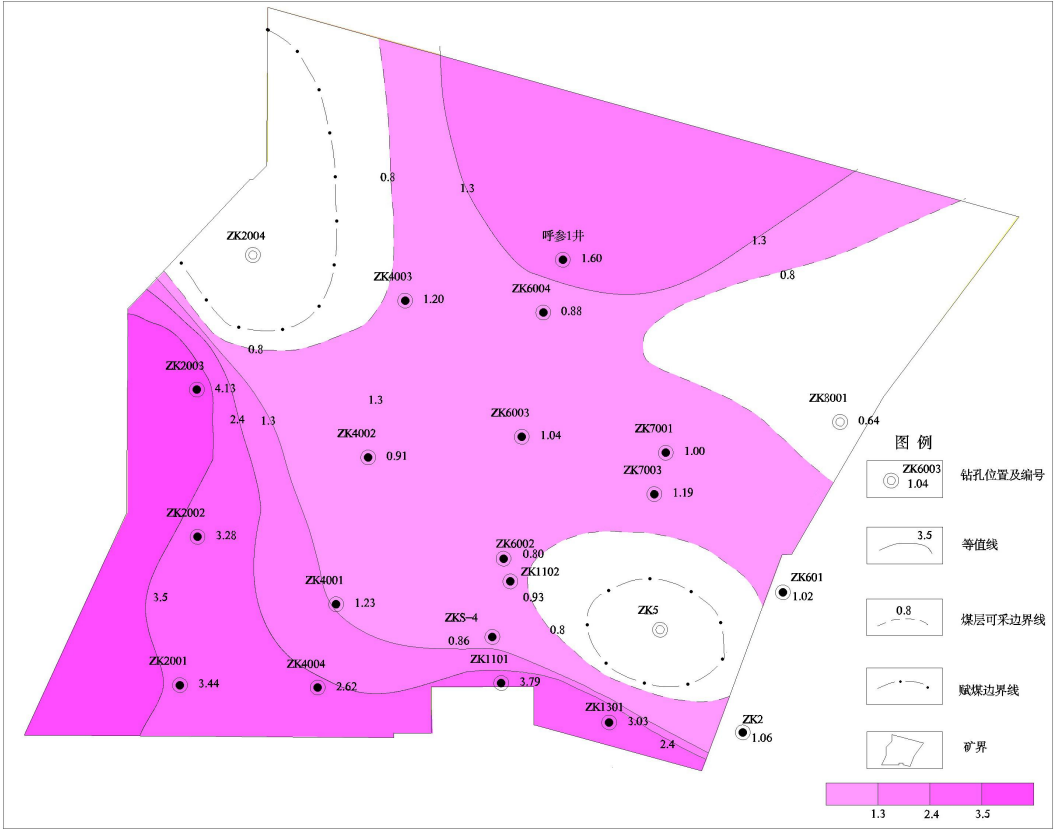 0.8
1.3
ZK2004
呼参1井
1.60
1.3
0.8
ZK4003
1.20
ZK6004
0.88
0.8
ZK2003
4.13
2.4
1.3
1.3
ZK4002
0.91
ZK6003
1.04
ZK7001
1.00
ZK7003
1.19
ZK8001
0.64
ZK2002
3.28
ZK6002
0.80
ZK1102
0.93
ZK601
1.02
3.5
ZK4001
1.23
ZKS-4
0.86
0.8
ZK5
ZK2001
3.44
ZK4004
2.62
ZK1101
3.79
ZK1301
3.03
2.4
ZK2
1.06
图 例
ZK6003
1.04
钻孔位置及编号
3.5
等值线
0.8
煤层可采边界线
赋煤边界线
矿界
1.3
2.4
3.5